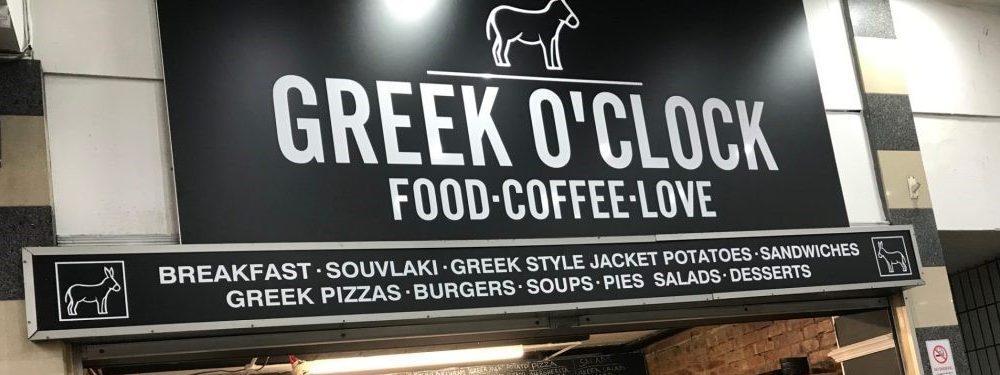 GREEK O'CLOCK
FOOD·COFFEE·LOVE
BREAKFAST · SOUVLAKI · GREEK STYLE JACKET POTATOES · SANDWICHES
GREEK PIZZAS · BURGERS · SOUPS · PIES SALADS · DESSERTS